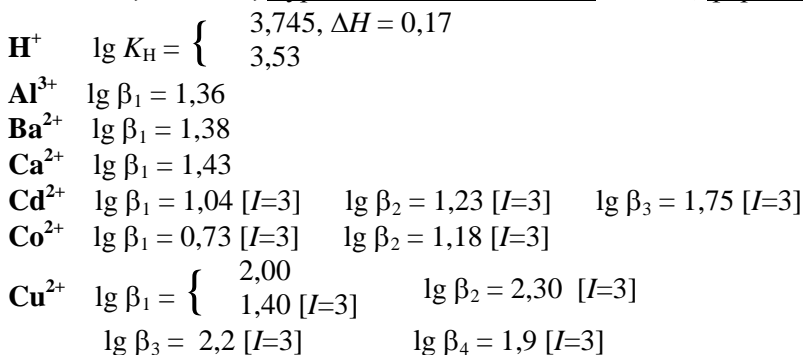 3,745, ΔH = 0,17
H⁺ lg K_H = {
3,53
Al³⁺ lg β₁ = 1,36
Ba²⁺ lg β₁ = 1,38
Ca²⁺ lg β₁ = 1,43
Cd²⁺ lg β₁ = 1,04 [I=3] lg β₂ = 1,23 [I=3] lg β₃ = 1,75 [I=3]
Co²⁺ lg β₁ = 0,73 [I=3] lg β₂ = 1,18 [I=3]
2,00
Cu²⁺ lg β₁ = { lg β₂ = 2,30 [I=3]
1,40 [I=3]
lg β₃ = 2,2 [I=3] lg β₄ = 1,9 [I=3]